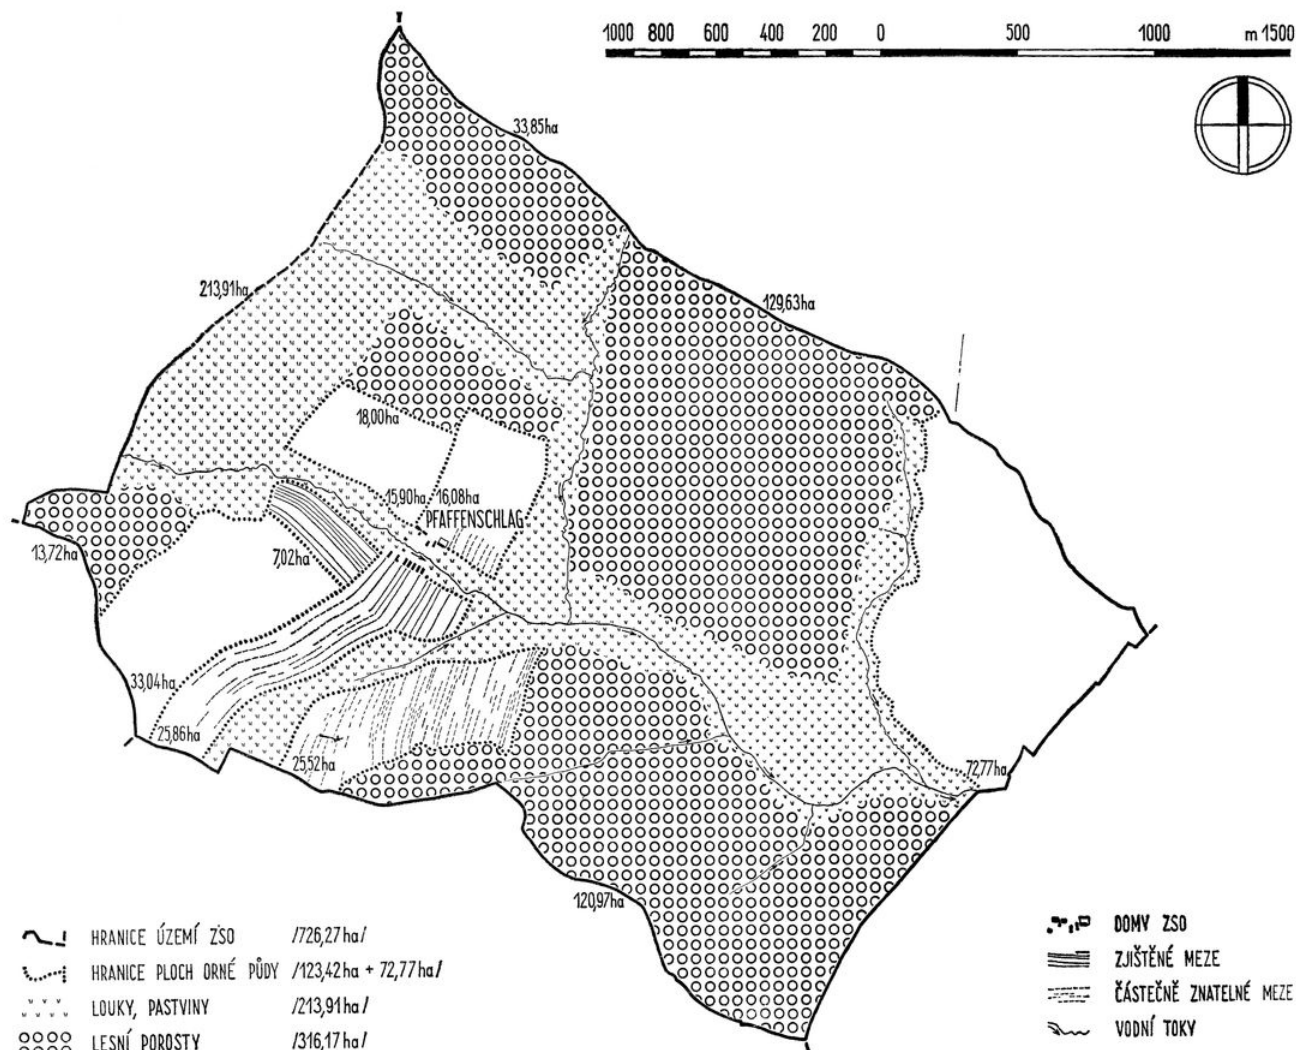 1000 800 600 400 200 0 500 1000 m 1500
33,85ha
213,91ha
129,63ha
18,00ha
15,90ha 16,08ha
PFAFFENSCHLAG
13,72ha
7,02ha
33,04ha
25,86ha
25,52ha
72,77ha
120,97ha
HRANICE ÚZEMÍ ZSO /726,27 ha/
HRANICE PLOCH ORNÉ PŮDY /123,42 ha + 72,77 ha/
LOUKY, PASTVINY /213,91 ha/
LESNÍ POROSTY /316,17 ha/
DOMY ZSO
ZJIŠTĚNÉ MEZE
ČÁSTEČNĚ ZNATELNÉ MEZE
VODNÍ TOKY